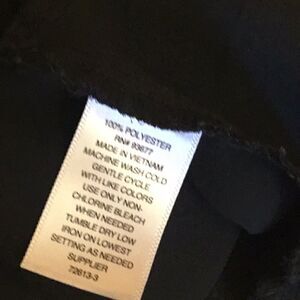 100% POLYESTER
RN# 93677
MADE IN VIETNAM
MACHINE WASH COLD
GENTLE CYCLE
WITH LIKE COLORS
USE ONLY NON-
CHLORINE BLEACH
WHEN NEEDED
TUMBLE DRY LOW
IRON ON LOWEST
SETTING AS NEEDED
SUPPLIER
72613-3